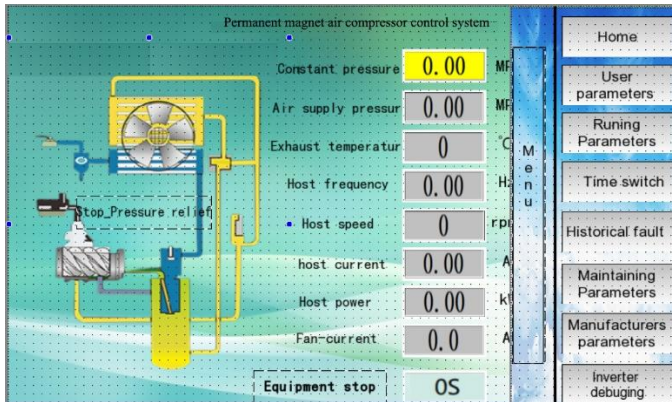 Permanent magnet air compressor control system
Constant pressure 0.00 MP
Air supply pressur 0.00 MP
Exhaust temperatur 0 °C
Host frequency 0.00 Hz
Stop_Pressure relief
Host speed 0 rpm
host current 0.00 A
Host power 0.00 kW
Fan-current 0.0 A
Equipment stop 0S
Menu
Home
User
parameters
Runing
Parameters
Time switch
Historical fault
Maintaining
Parameters
Manufacturers
parameters
Inverter
debuging